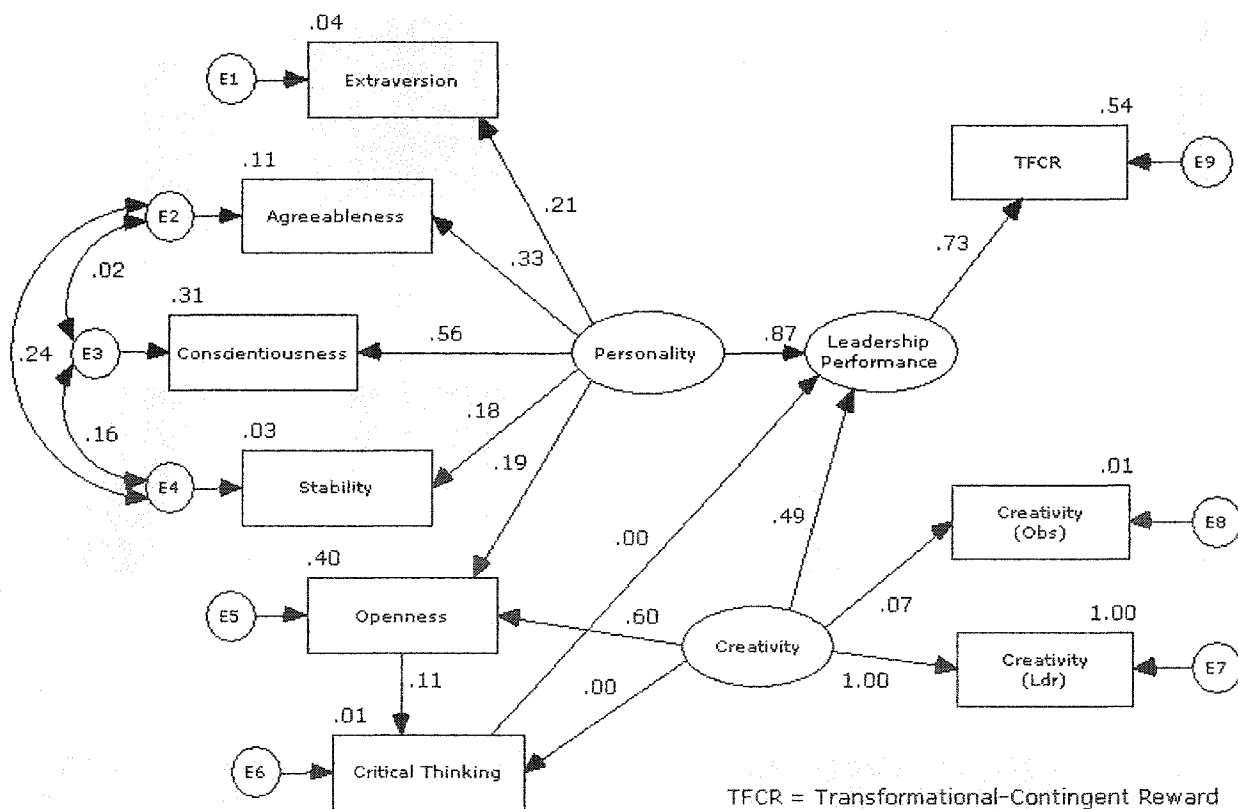 .04
E1
Extraversion
.54
TFCR
E9
.11
E2
Agreeableness
.21
.33
.73
.02
.31
E3
Conscientiousness
.56
Personality
.87
Leadership
Performance
.24
.18
.16
.03
.19
E4
Stability
.00
.49
.01
Creativity
(Obs)
E8
.40
E5
Openness
.60
.07
1.00
Creativity
1.00
Creativity
(Ldr)
E7
.11
.00
.01
E6
Critical Thinking
TFCR = Transformational-Contingent Reward